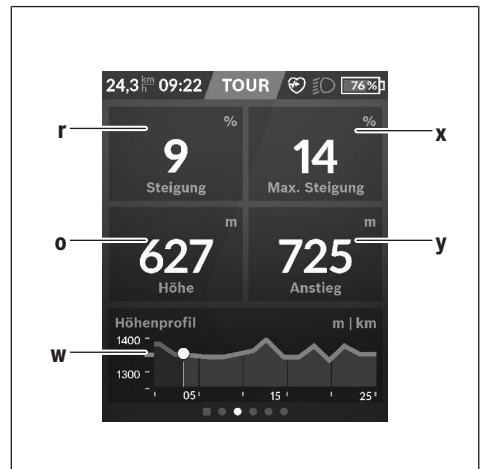 24,3 km/h 09:22 TOUR 76%
r % % x
9 14
Steigung Max. Steigung
o m m y
627 725
Höhe Anstieg
Höhenprofil m | km
1400
w
1300
05 15 25